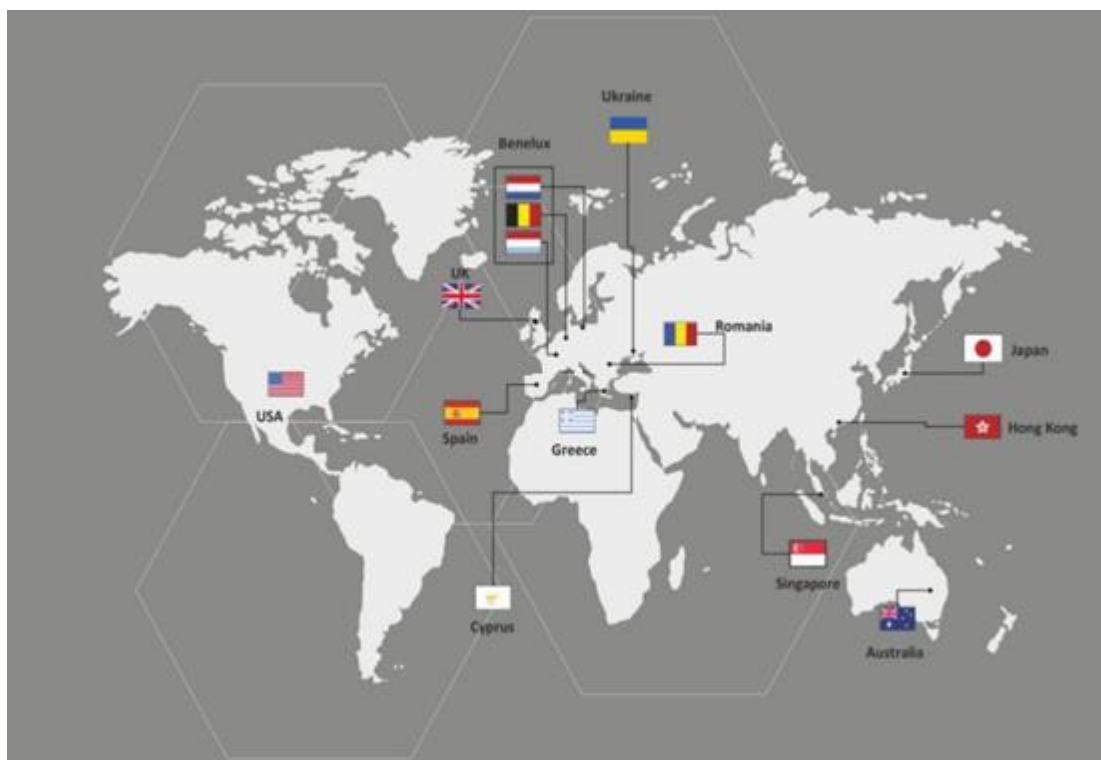 Ukraine
Benelux
UK
Romania
Japan
USA
Spain
Hong Kong
Greece
Singapore
Cyprus
Australia